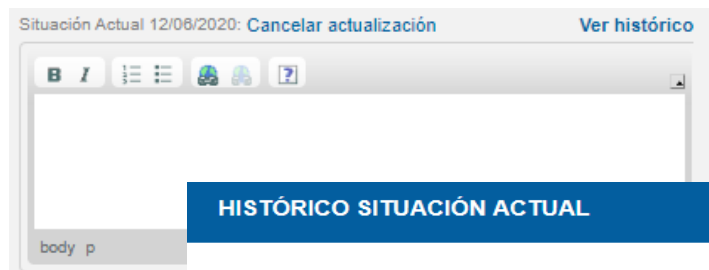 Situación Actual 12/06/2020: Cancelar actualización Ver histórico
B I
HISTÓRICO SITUACIÓN ACTUAL
body p